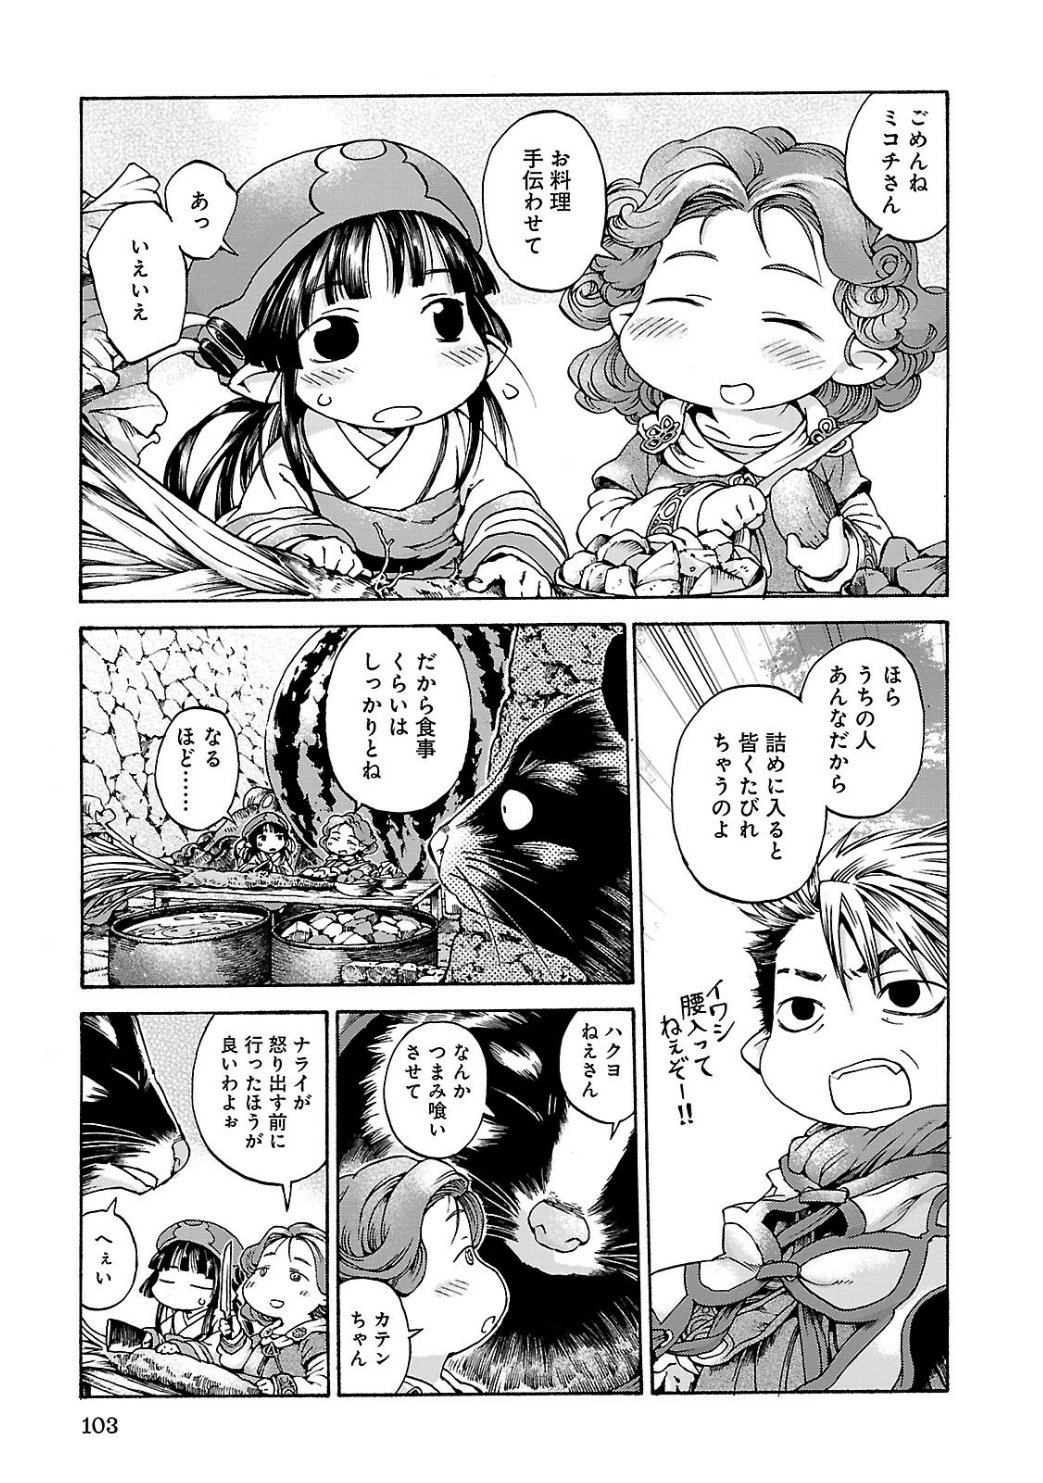 ごめんね
ミコチさん
お料理
手伝わせて
あっ
いえいえ
ほら
うちの人
あんなだから
詰めに入ると
皆くたびれ
ちゃうのよ
イワシ
腰入って
ねぇぞー!!
だから食事
くらいは
しっかりとね
なる
ほど……
ハクヨ
ねえさん
なんか
つまみ喰い
させて
カテン
ちゃん
ナライが
怒り出す前に
行ったほうが
良いわよぉ
へぇい
103